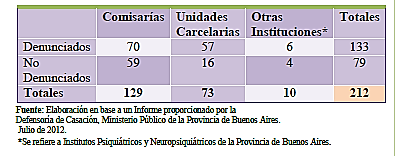 Comisarías Unidades Carcelarias Otras Instituciones* Totales
Denunciados 70 57 6 133
No Denunciados 59 16 4 79
Totales 129 73 10 212
Fuente: Elaboración en base a un Informe proporcionado por la
Defensoria de Casación, Ministerio Público de la Provincia de Buenos Aires.
Julio de 2012.
*Se refiere a Institutos Psiquiátricos y Neuropsiquiátricos de la Provincia de Buenos Aires.